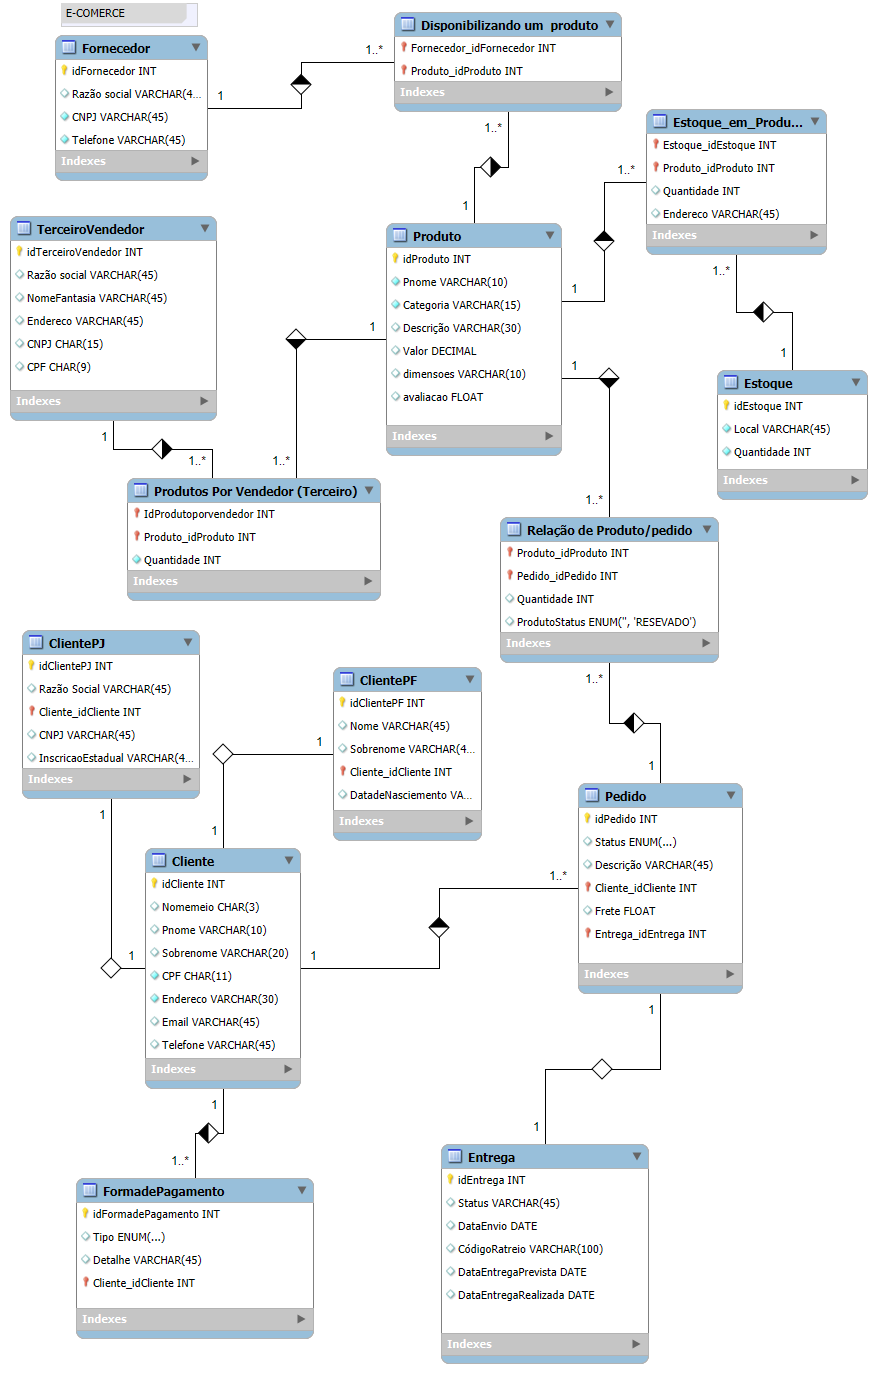 E-COMERCE
Fornecedor
idFornecedor INT
Razão social VARCHAR(4...
CNPJ VARCHAR(45)
Telefone VARCHAR(45)
Indexes
1
1..*
Disponibilizando um produto
Fornecedor_idFornecedor INT
Produto_idProduto INT
Indexes
1..*
1
Estoque_em_Produ...
Estoque_idEstoque INT
Produto_idProduto INT
Quantidade INT
Endereco VARCHAR(45)
Indexes
1..*
1
1..*
1
TerceiroVendedor
idTerceiroVendedor INT
Razão social VARCHAR(45)
NomeFantasia VARCHAR(45)
Endereco VARCHAR(45)
CNPJ CHAR(15)
CPF CHAR(9)
Indexes
1
1..*
Produto
idProduto INT
Pnome VARCHAR(10)
Categoria VARCHAR(15)
Descrição VARCHAR(30)
Valor DECIMAL
dimensoes VARCHAR(10)
avaliacao FLOAT
Indexes
1
1..*
1
1..*
Estoque
idEstoque INT
Local VARCHAR(45)
Quantidade INT
Indexes
Produtos Por Vendedor (Terceiro)
IdProdutoporvendedor INT
Produto_idProduto INT
Quantidade INT
Indexes
Relação de Produto/pedido
Produto_idProduto INT
Pedido_idPedido INT
Quantidade INT
ProdutoStatus ENUM('', 'RESEVADO')
Indexes
1..*
1
ClientePJ
idClientePJ INT
Razão Social VARCHAR(45)
Cliente_idCliente INT
CNPJ VARCHAR(45)
InscricaoEstadual VARCHAR(4...
Indexes
1
1
ClientePF
idClientePF INT
Nome VARCHAR(45)
Sobrenome VARCHAR(4...
Cliente_idCliente INT
DatadeNasciemento VA...
Indexes
1
1
Pedido
idPedido INT
Status ENUM(...)
Descrição VARCHAR(45)
Cliente_idCliente INT
Frete FLOAT
Entrega_idEntrega INT
Indexes
1..*
1
1
1
Cliente
idCliente INT
Nomemeio CHAR(3)
Pnome VARCHAR(10)
Sobrenome VARCHAR(20)
CPF CHAR(11)
Endereco VARCHAR(30)
Email VARCHAR(45)
Telefone VARCHAR(45)
Indexes
1
1..*
FormadePagamento
idFormadePagamento INT
Tipo ENUM(...)
Detalhe VARCHAR(45)
Cliente_idCliente INT
Indexes
Entrega
idEntrega INT
Status VARCHAR(45)
DataEnvio DATE
CódigoRatreio VARCHAR(100)
DataEntregaPrevista DATE
DataEntregaRealizada DATE
Indexes